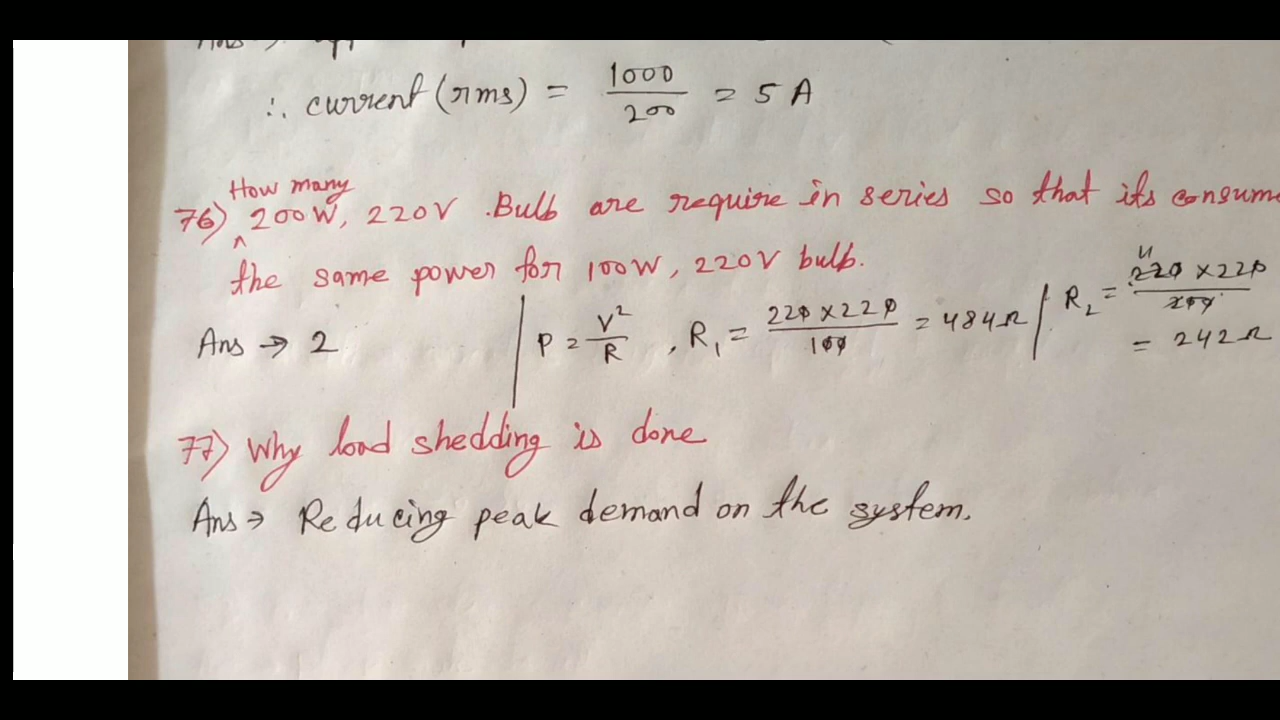 ∴ current (rms) = 1000/200 = 5 A
How many
76) 200W, 220V Bulb are require in series so that its consume
the same power for 100W, 220V bulb.
Ans → 2 | P = V²/R , R₁ = 220 × 220/100 = 484Ω | R₂ = 220 × 220/200
= 242Ω
77) Why load shedding is done
Ans → Reducing peak demand on the system.